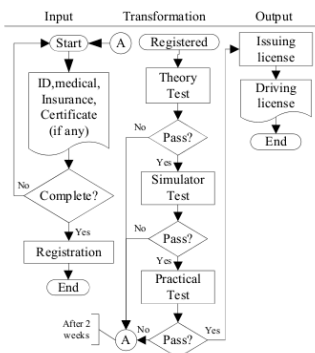 Input
Transformation
Output
Start
A
ID,medical,
Insurance,
Certificate
(if any)
No
Complete?
Yes
Registration
End
Registered
Theory
Test
No
Pass?
Yes
Simulator
Test
No
Pass?
Yes
Practical
Test
After 2
weeks
A
No
Pass?
Yes
Issuing
license
Driving
license
End